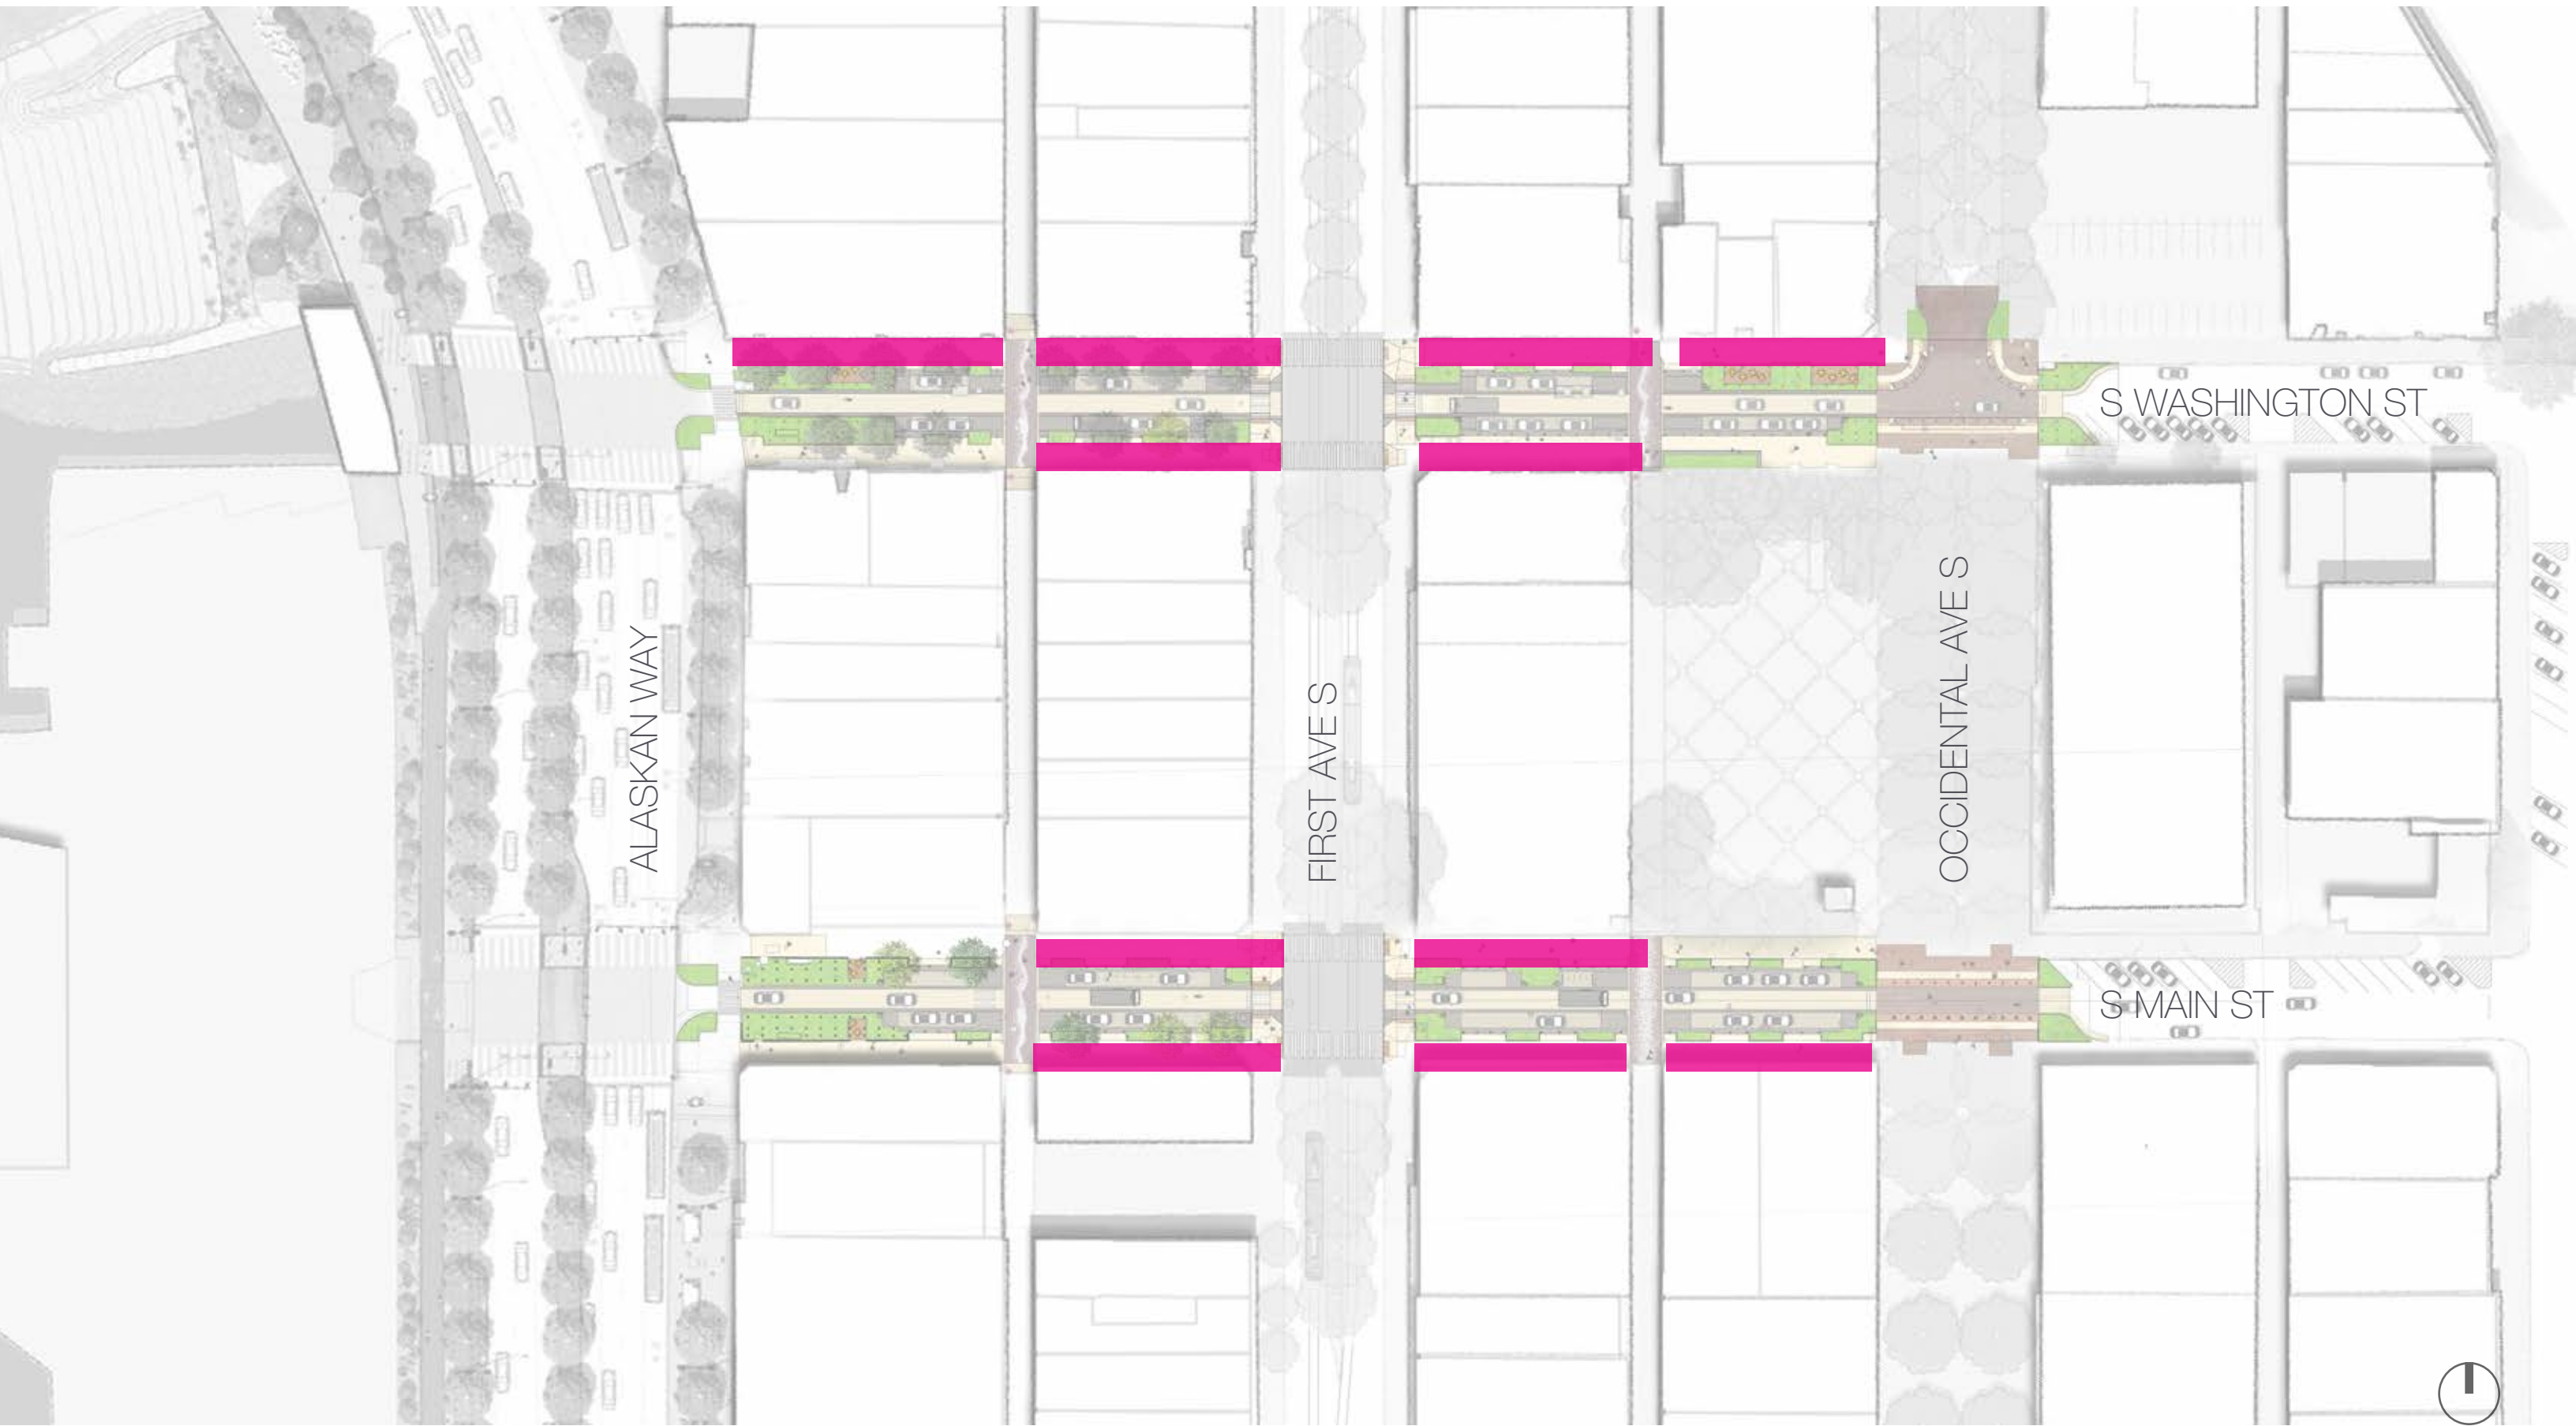 S WASHINGTON ST
ALASKAN WAY
FIRST AVE S
OCCIDENTAL AVE S
S MAIN ST